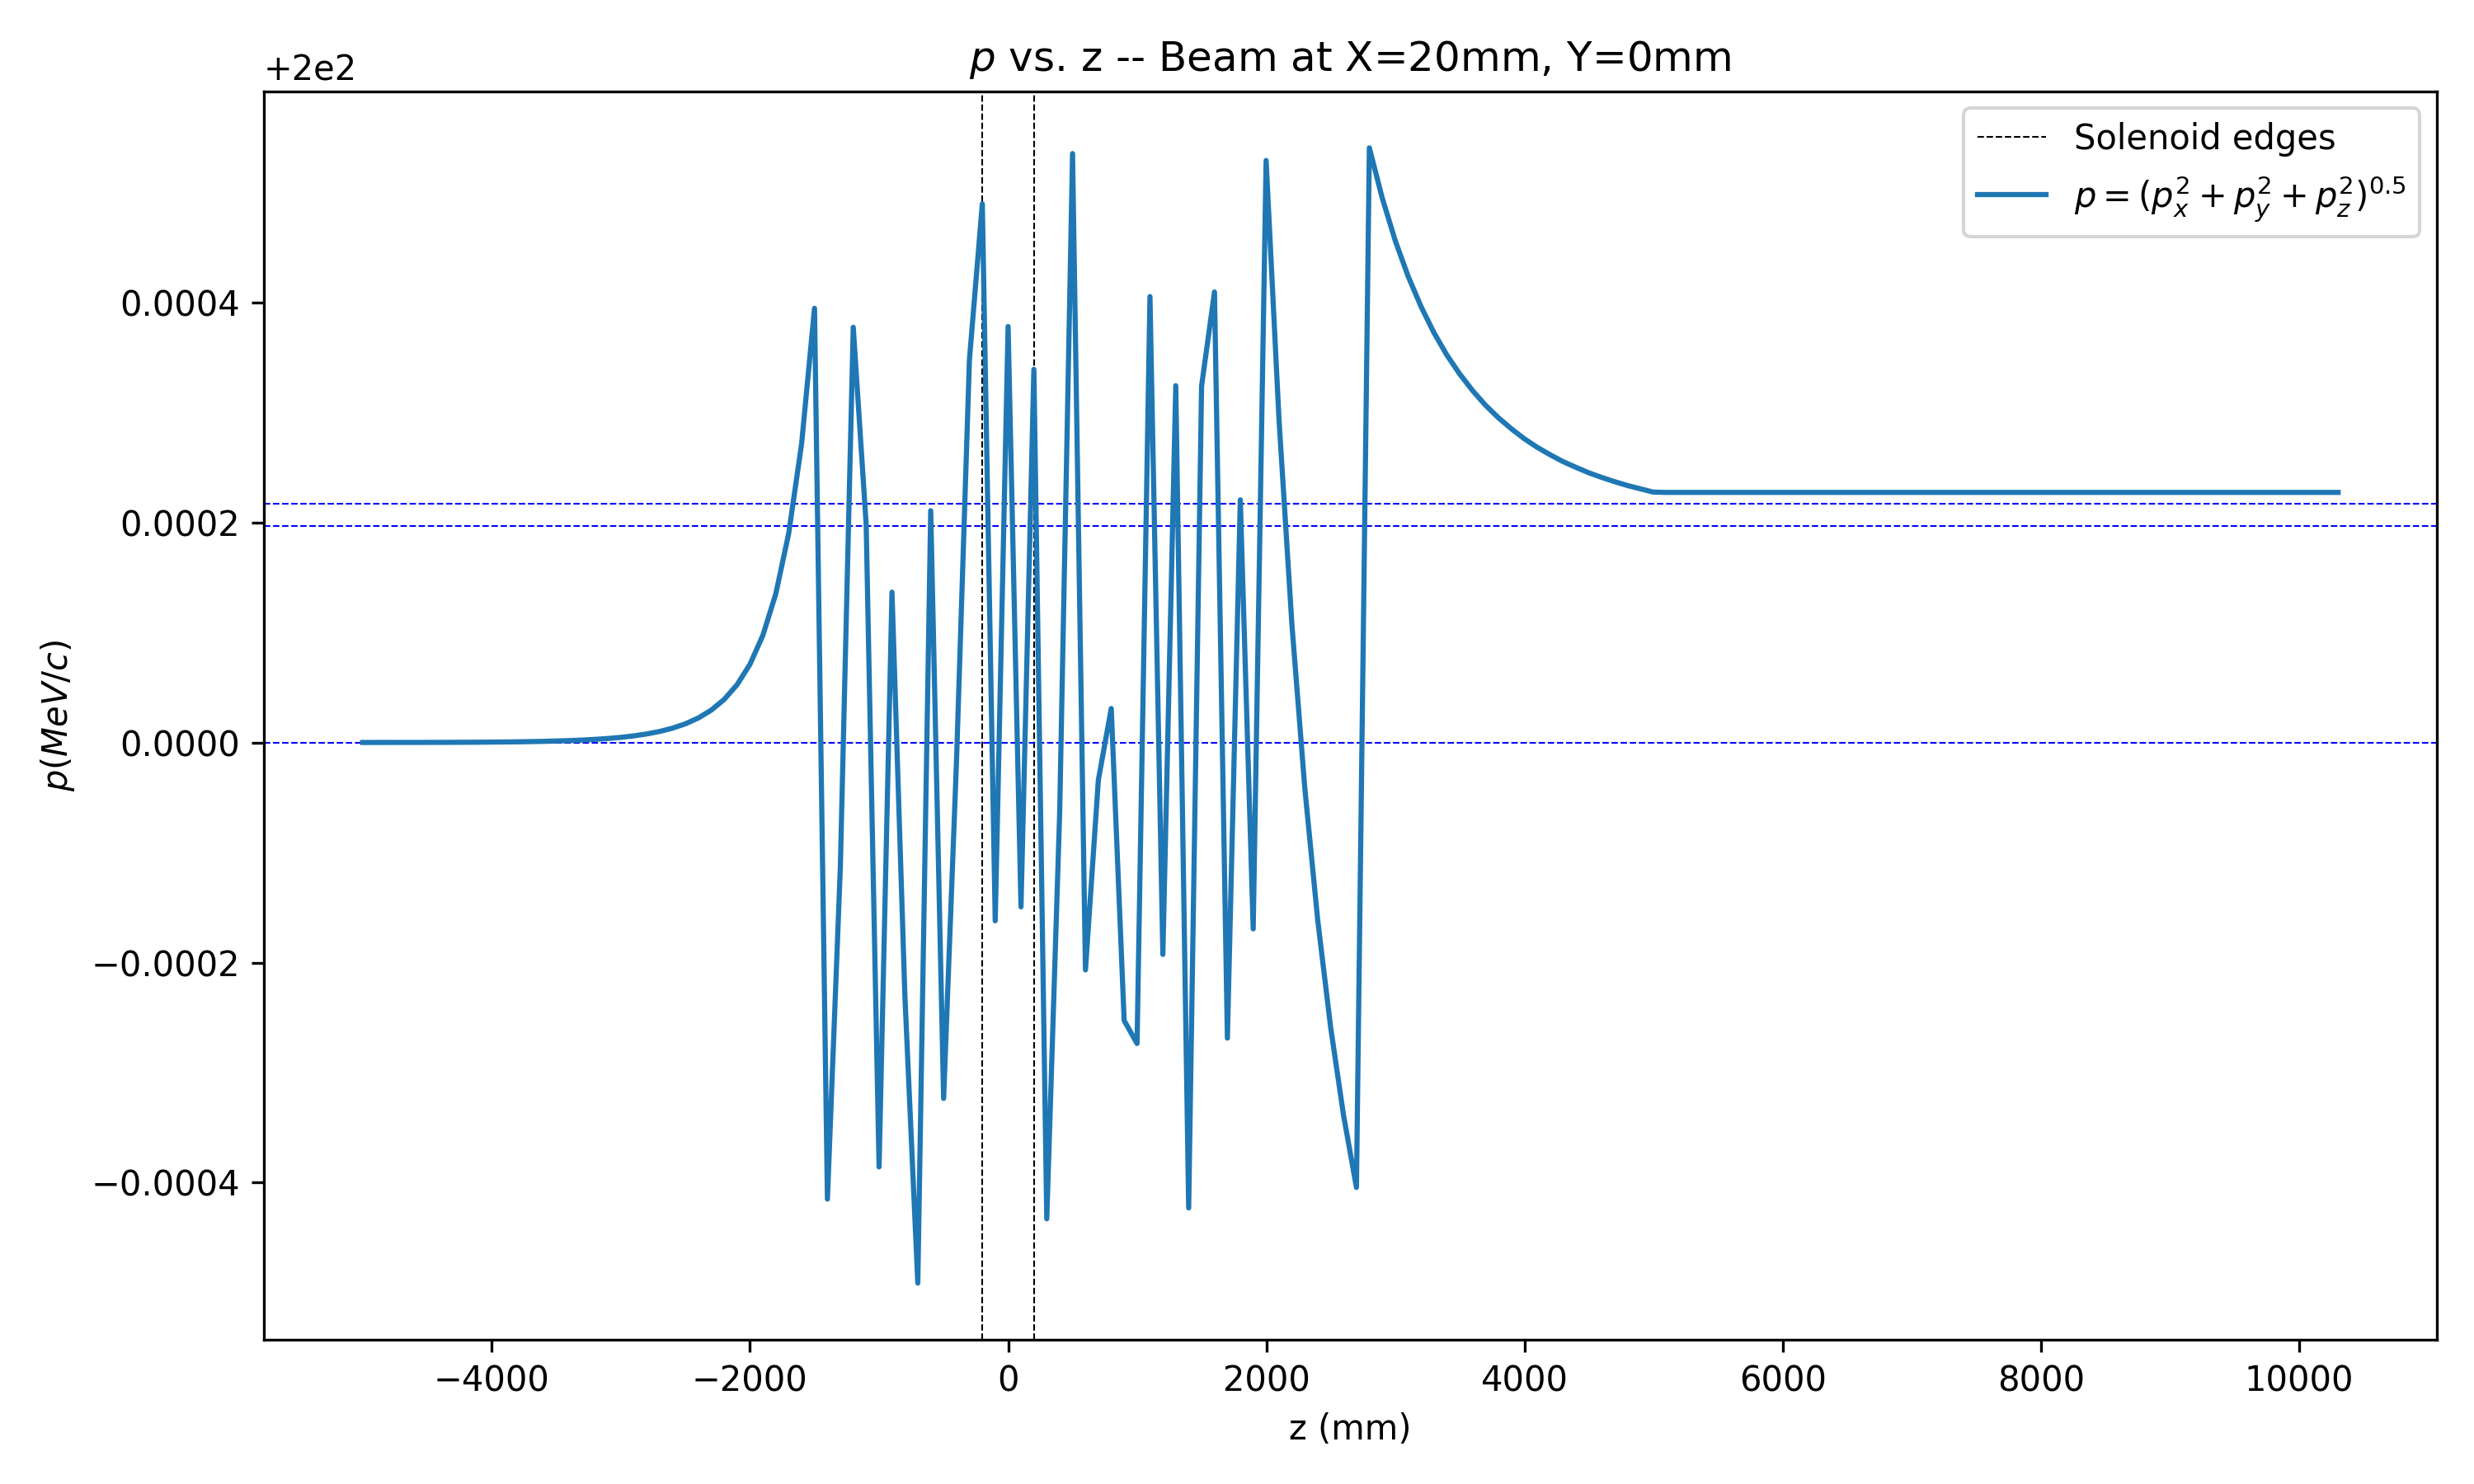 p vs. z -- Beam at X=20mm, Y=0mm
+2e2
Solenoid edges
p = (p_x^2 + p_y^2 + p_z^2)^{0.5}
0.0004
0.0002
0.0000
−0.0002
−0.0004
p(MeV/c)
−4000 −2000 0 2000 4000 6000 8000 10000
z (mm)